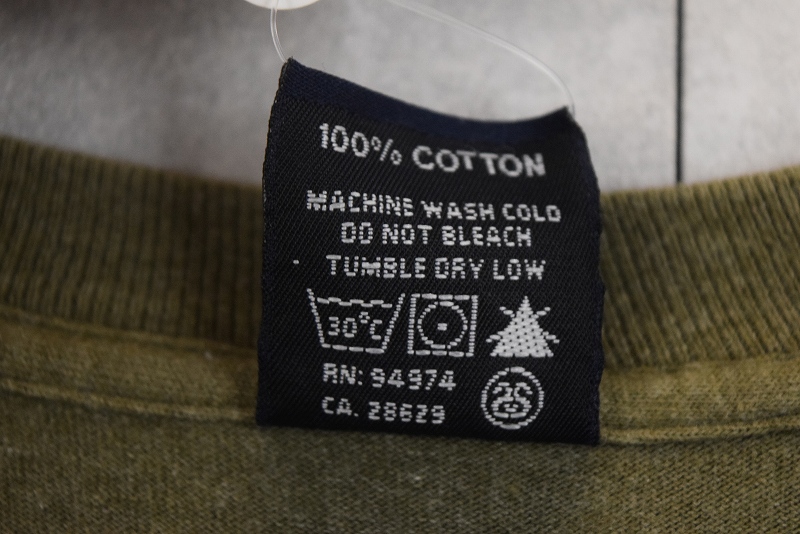 100% COTTON
MACHINE WASH COLD
DO NOT BLEACH
TUMBLE DRY LOW
30°C
RN: 94974
CA. 28629